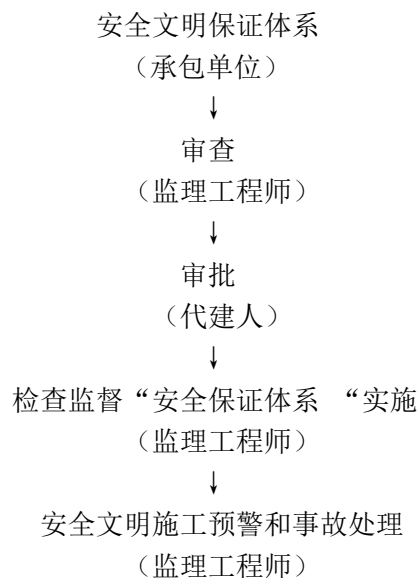 安全文明保证体系
（承包单位）
↓
审查
（监理工程师）
↓
审批
（代建人）
↓
检查监督“安全保证体系 “实施
（监理工程师）
↓
安全文明施工预警和事故处理
（监理工程师）